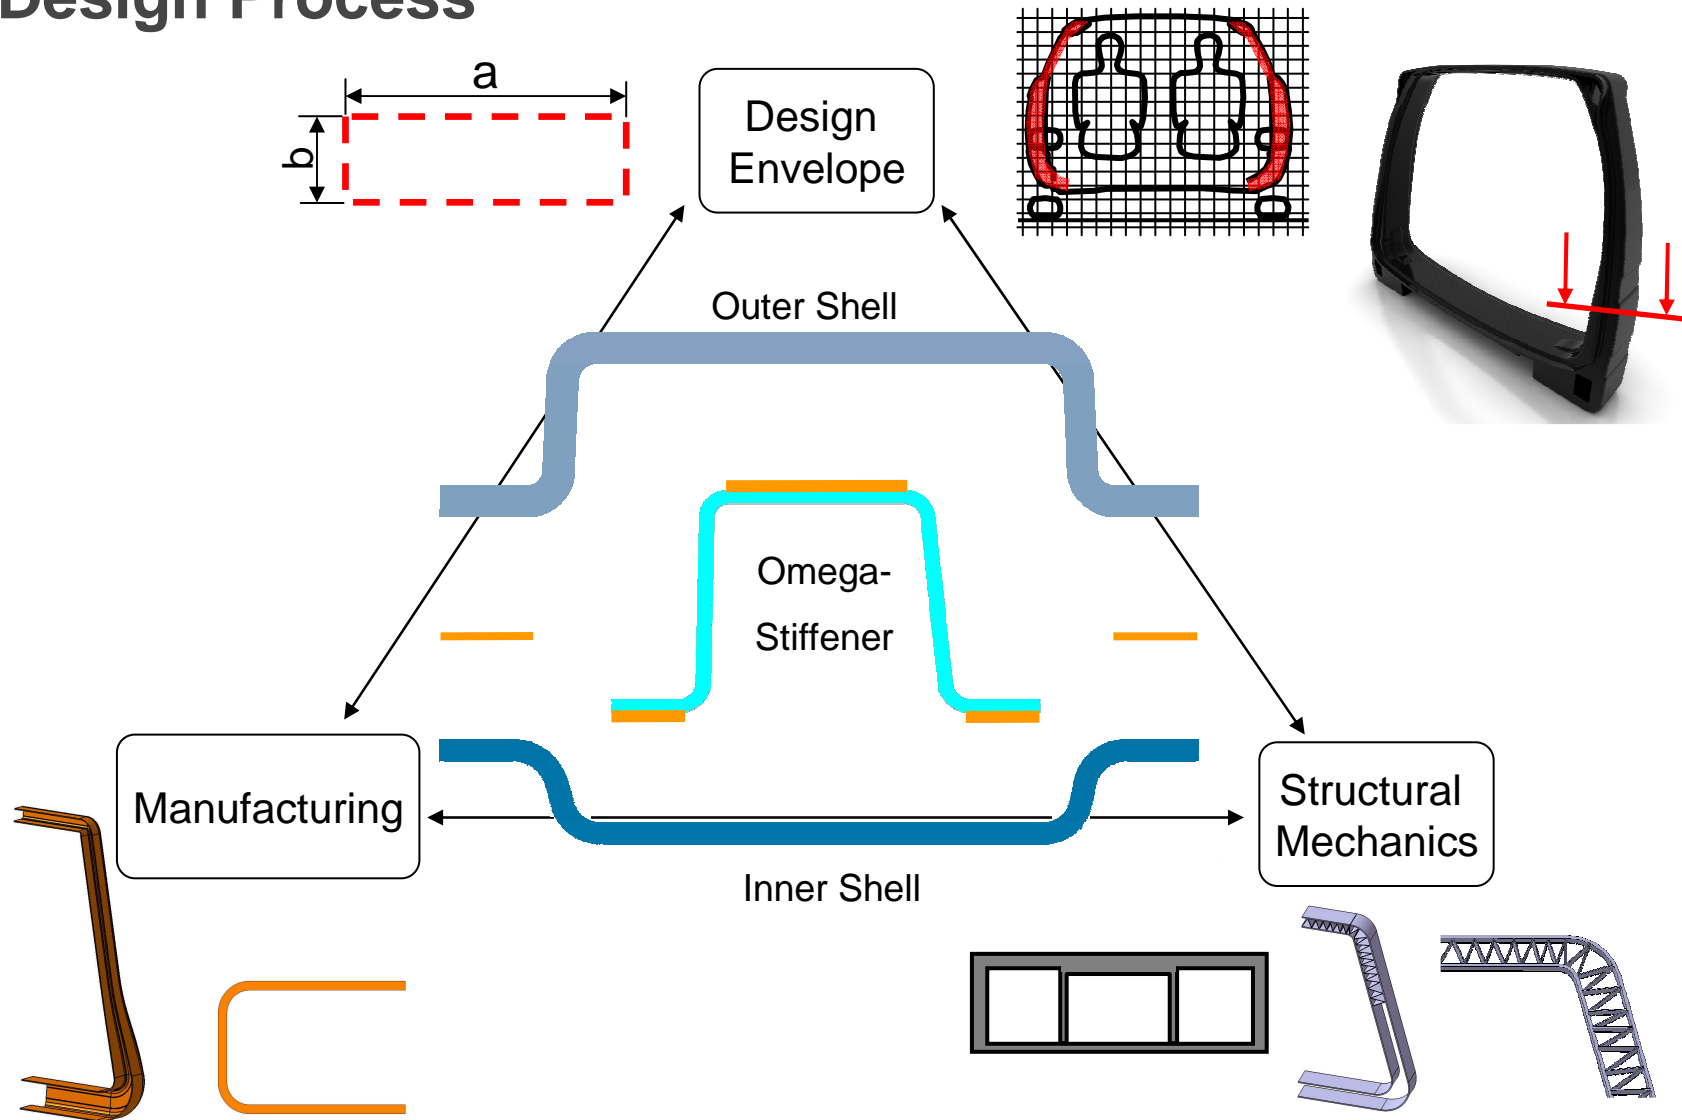 Design Process
a
b
Design
Envelope
Outer Shell
Omega-
Stiffener
Manufacturing
Structural
Mechanics
Inner Shell